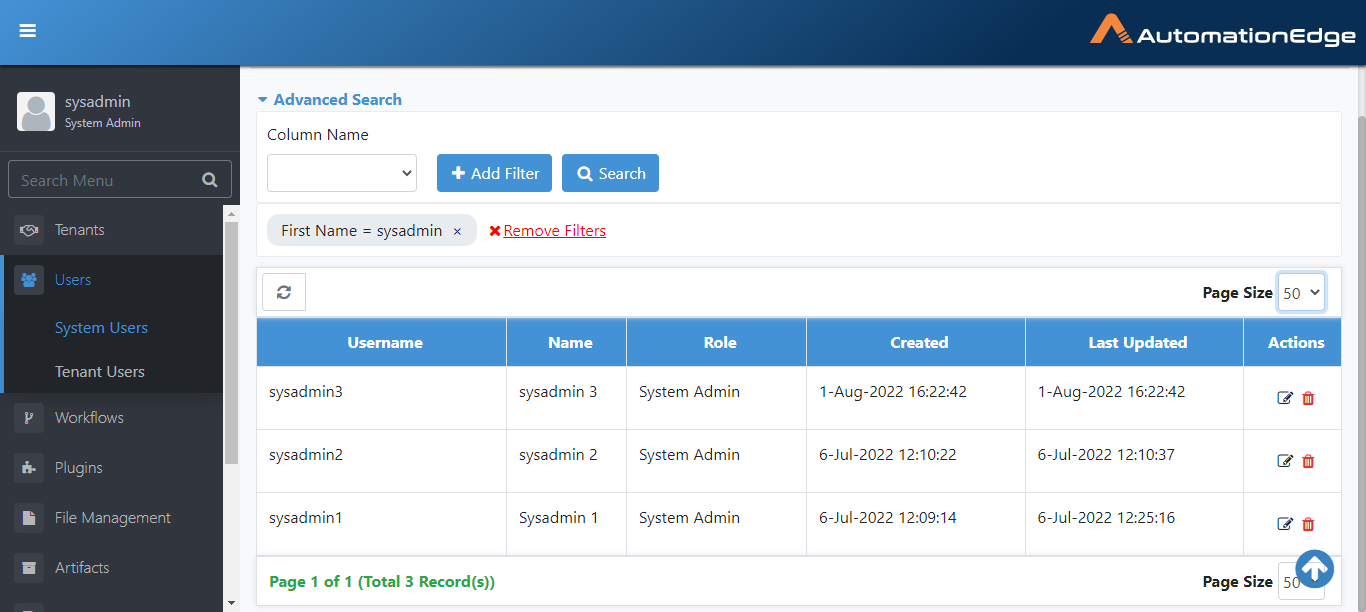 AutomationEdge
sysadmin
System Admin
Search Menu
Tenants
Users
System Users
Tenant Users
Workflows
Plugins
File Management
Artifacts
Advanced Search
Column Name
Add Filter
Search
First Name = sysadmin ×
Remove Filters
Page Size 50
Username Name Role Created Last Updated Actions
sysadmin3 sysadmin 3 System Admin 1-Aug-2022 16:22:42 1-Aug-2022 16:22:42
sysadmin2 sysadmin 2 System Admin 6-Jul-2022 12:10:22 6-Jul-2022 12:10:37
sysadmin1 Sysadmin 1 System Admin 6-Jul-2022 12:09:14 6-Jul-2022 12:25:16
Page 1 of 1 (Total 3 Record(s)) Page Size 50